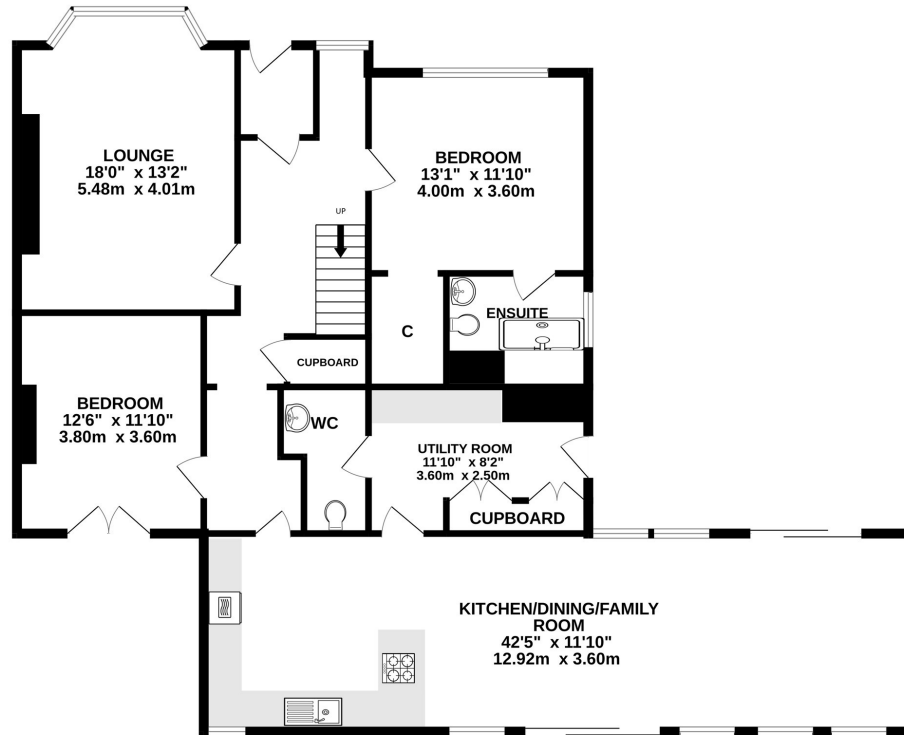 LOUNGE
18'0" x 13'2"
5.48m x 4.01m
BEDROOM
13'1" x 11'10"
4.00m x 3.60m
UP
ENSUITE
C
CUPBOARD
BEDROOM
12'6" x 11'10"
3.80m x 3.60m
WC
UTILITY ROOM
11'10" x 8'2"
3.60m x 2.50m
CUPBOARD
KITCHEN/DINING/FAMILY
ROOM
42'5" x 11'10"
12.92m x 3.60m